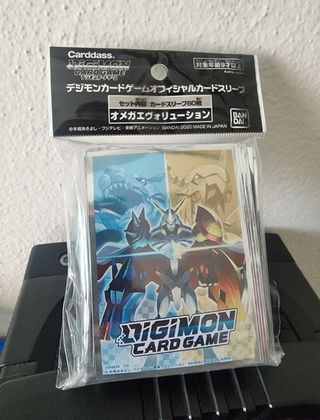 Carddass.
DIGIMON
CARD GAME
対象年齢9才以上
デジモンカードゲームオフィシャルカードスリーブ
セット内容 カードスリーブ60枚
オメガエヴォリューション
BANDAI
©本郷あきよし・フジテレビ・東映アニメーション BANDAI 2020 MADE IN JAPAN
DIGIMON
CARD GAME